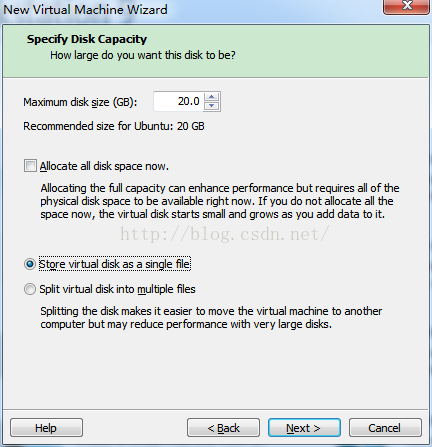 New Virtual Machine Wizard
Specify Disk Capacity
How large do you want this disk to be?
Maximum disk size (GB): 20.0
Recommended size for Ubuntu: 20 GB
Allocate all disk space now.
Allocating the full capacity can enhance performance but requires all of the
physical disk space to be available right now. If you do not allocate all the
space now, the virtual disk starts small and grows as you add data to it.
http://blog.csdn.net/
Store virtual disk as a single file
Split virtual disk into multiple files
Splitting the disk makes it easier to move the virtual machine to another
computer but may reduce performance with very large disks.
Help < Back Next > Cancel